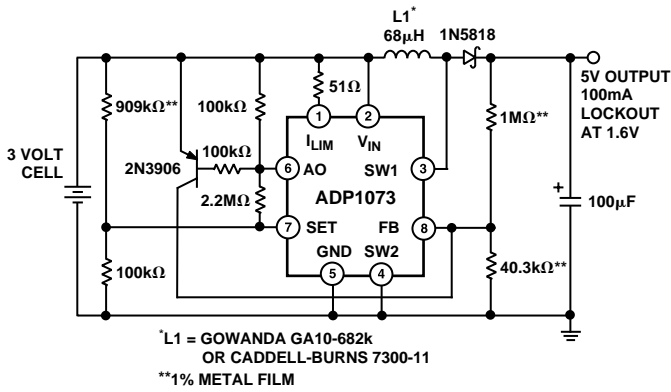 L1*
68μH
1N5818
5V OUTPUT
100mA
LOCKOUT
AT 1.6V
51Ω
909kΩ**
100kΩ
1MΩ**
1
2
I_LIM
V_IN
3 VOLT
CELL
2N3906
100kΩ
6
AO
SW1
3
ADP1073
+
100μF
2.2MΩ
7
SET
FB
8
GND
SW2
100kΩ
5
4
40.3kΩ**
*L1 = GOWANDA GA10-682k
OR CADDELL-BURNS 7300-11
**1% METAL FILM